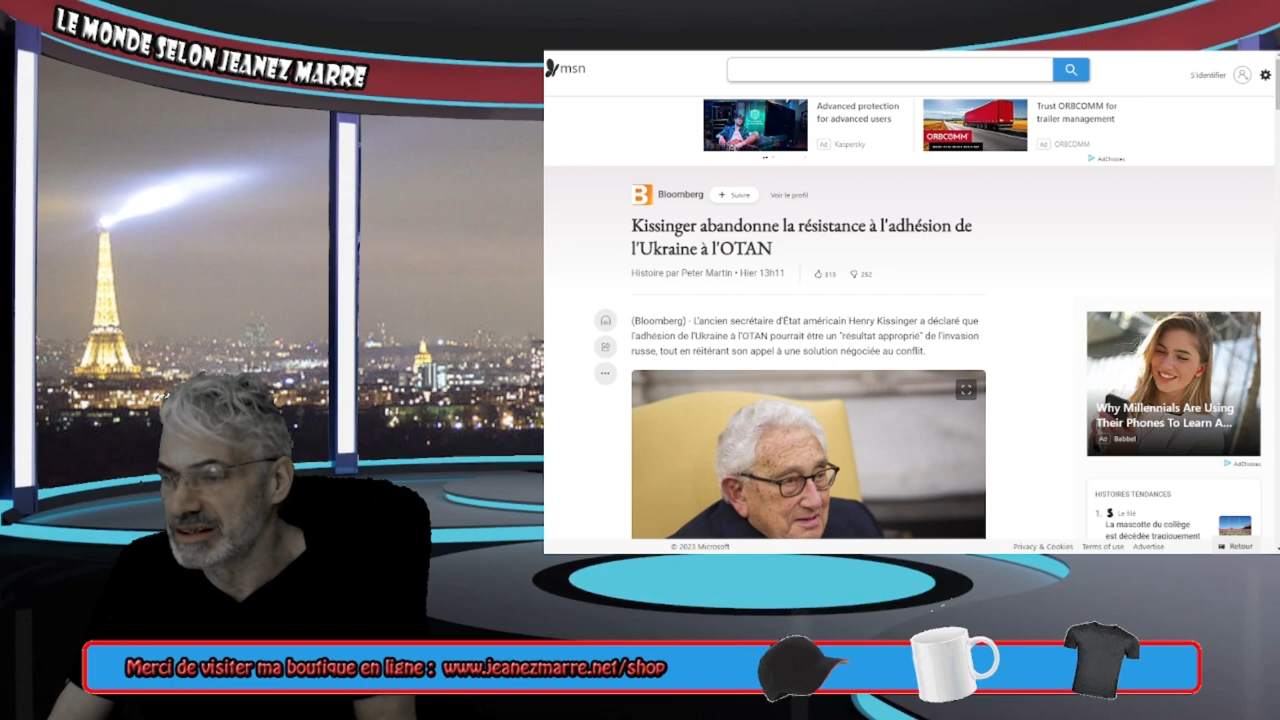 LE MONDE SELON JEANEZ MARRE
msn
S'identifier
Advanced protection
for advanced users
Ad Kaspersky
ORBCOMM
Trust ORBCOMM for
trailer management
Ad ORBCOMM
AdChoices
B Bloomberg + Suivre Voir le profil
Kissinger abandonne la résistance à l'adhésion de
l'Ukraine à l'OTAN
Histoire par Peter Martin • Hier 13h11
313 252
(Bloomberg) - L'ancien secrétaire d'État américain Henry Kissinger a déclaré que
l'adhésion de l'Ukraine à l'OTAN pourrait être un "résultat approprié" de l'invasion
russe, tout en réitérant son appel à une solution négociée au conflit.
Why Millennials Are Using
Their Phones To Learn A...
Ad Babbel
AdChoices
HISTOIRES TENDANCES
1. S Le fil
La mascotte du collège
est décédée tragiquement
© 2023 Microsoft
Privacy & Cookies Terms of use Advertise
Retour
Merci de visiter ma boutique en ligne : www.jeanezmarre.net/shop